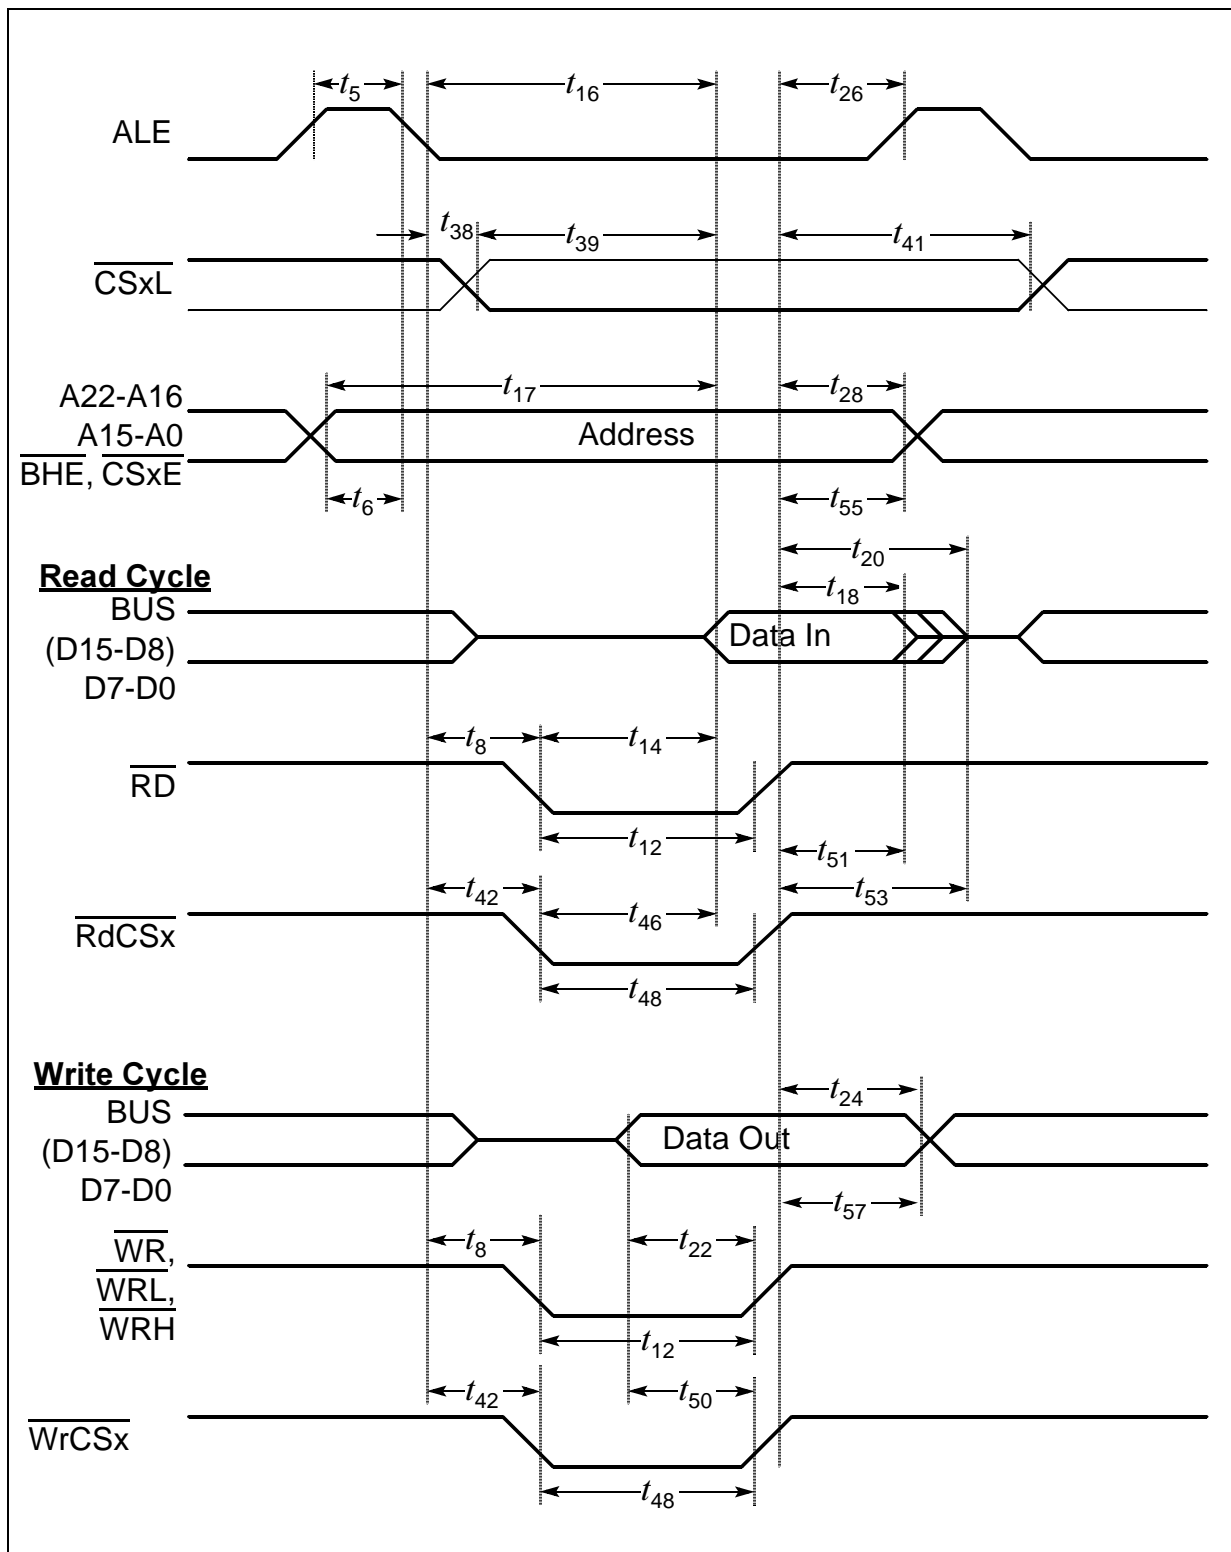 t5 t16 t26
ALE
t38 t39 t41
CSxL
t17 t28
A22-A16
A15-A0 Address
BHE, CSxE
t6 t55
t20
Read Cycle
t18
BUS
(D15-D8) Data In
D7-D0
t8 t14
RD
t12 t51
t42 t53
t46
RdCSx
t48
Write Cycle
t24
BUS
(D15-D8) Data Out
D7-D0
t57
t8 t22
WR,
WRL,
WRH
t12
t42 t50
WrCSx
t48